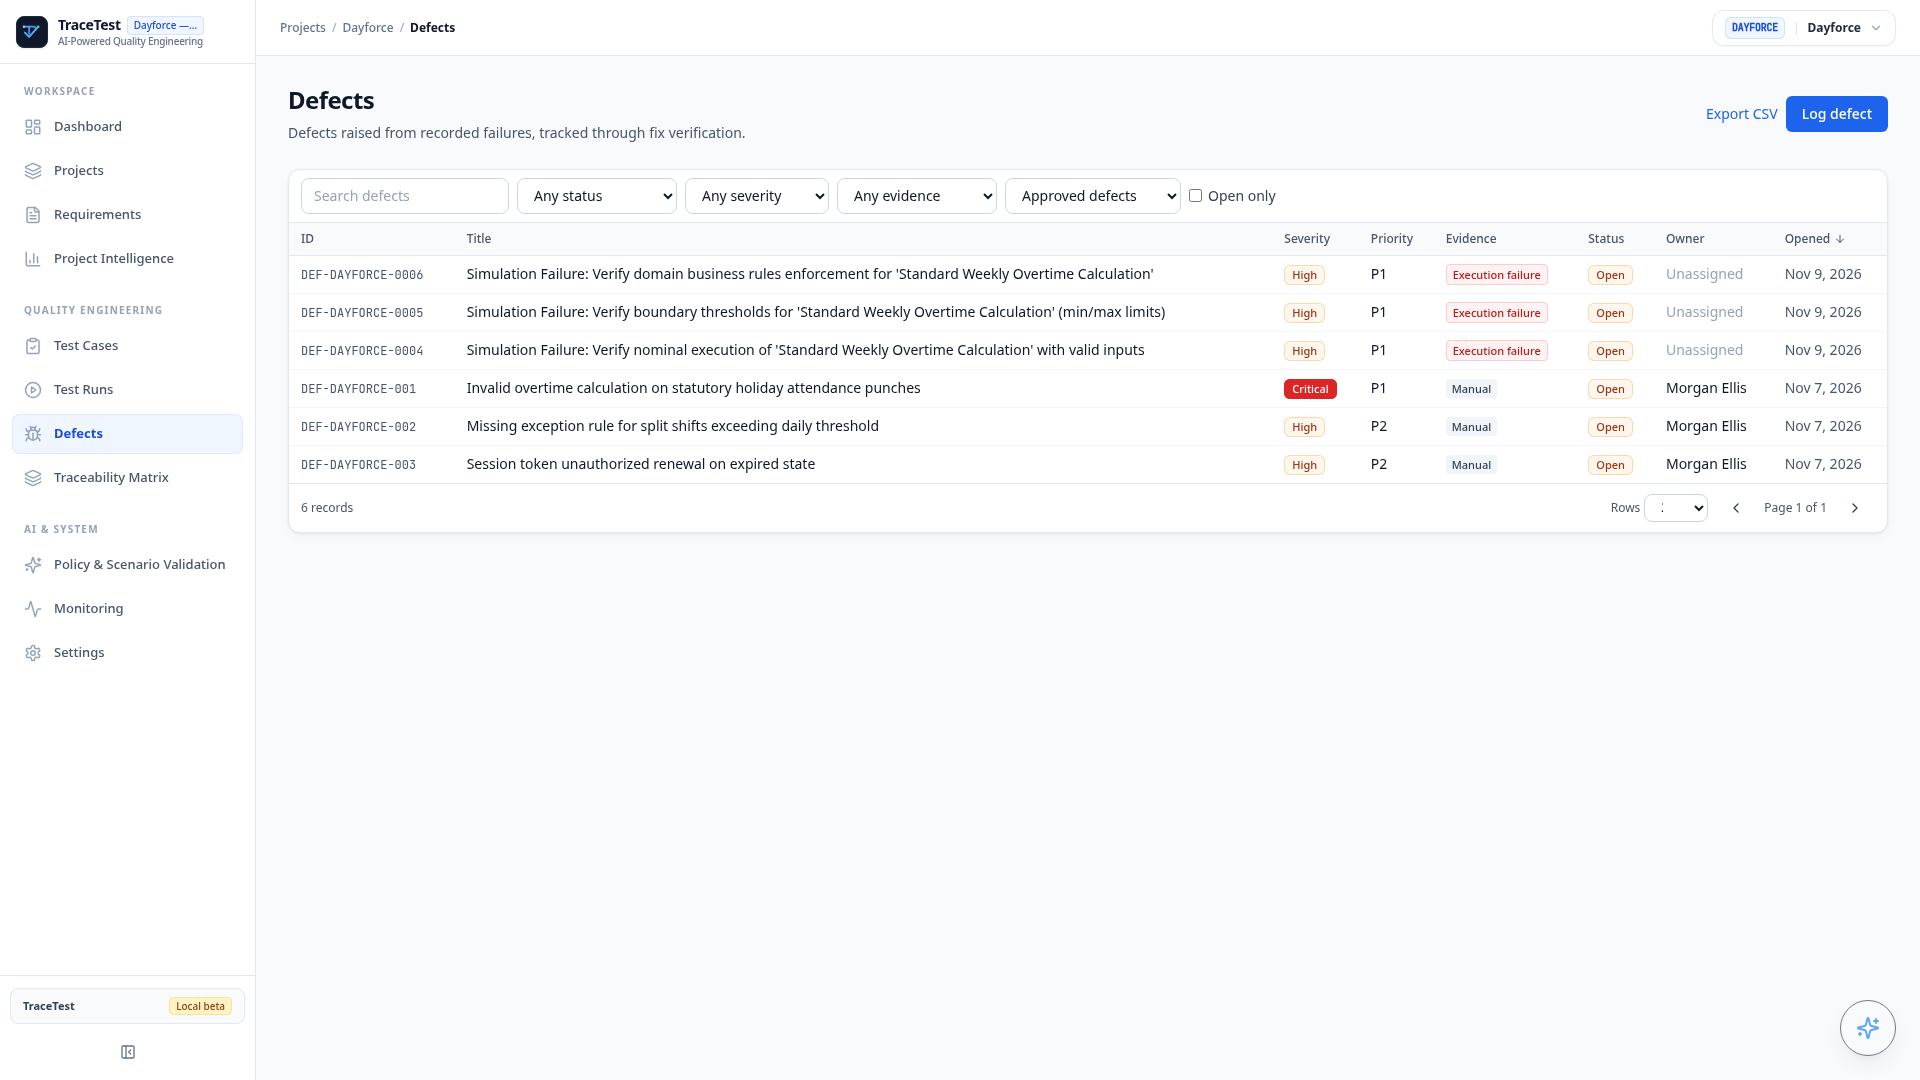 TraceTest Dayforce —...
AI-Powered Quality Engineering
Projects / Dayforce / Defects
DAYFORCE Dayforce
WORKSPACE
Dashboard
Projects
Requirements
Project Intelligence
QUALITY ENGINEERING
Test Cases
Test Runs
Defects
Traceability Matrix
AI & SYSTEM
Policy & Scenario Validation
Monitoring
Settings
TraceTest Local beta
Defects
Defects raised from recorded failures, tracked through fix verification.
Export CSV Log defect
Search defects Any status Any severity Any evidence Approved defects Open only
ID Title Severity Priority Evidence Status Owner Opened ↓
DEF-DAYFORCE-0006 Simulation Failure: Verify domain business rules enforcement for 'Standard Weekly Overtime Calculation' High P1 Execution failure Open Unassigned Nov 9, 2026
DEF-DAYFORCE-0005 Simulation Failure: Verify boundary thresholds for 'Standard Weekly Overtime Calculation' (min/max limits) High P1 Execution failure Open Unassigned Nov 9, 2026
DEF-DAYFORCE-0004 Simulation Failure: Verify nominal execution of 'Standard Weekly Overtime Calculation' with valid inputs High P1 Execution failure Open Unassigned Nov 9, 2026
DEF-DAYFORCE-001 Invalid overtime calculation on statutory holiday attendance punches Critical P1 Manual Open Morgan Ellis Nov 7, 2026
DEF-DAYFORCE-002 Missing exception rule for split shifts exceeding daily threshold High P2 Manual Open Morgan Ellis Nov 7, 2026
DEF-DAYFORCE-003 Session token unauthorized renewal on expired state High P2 Manual Open Morgan Ellis Nov 7, 2026
6 records Rows Page 1 of 1